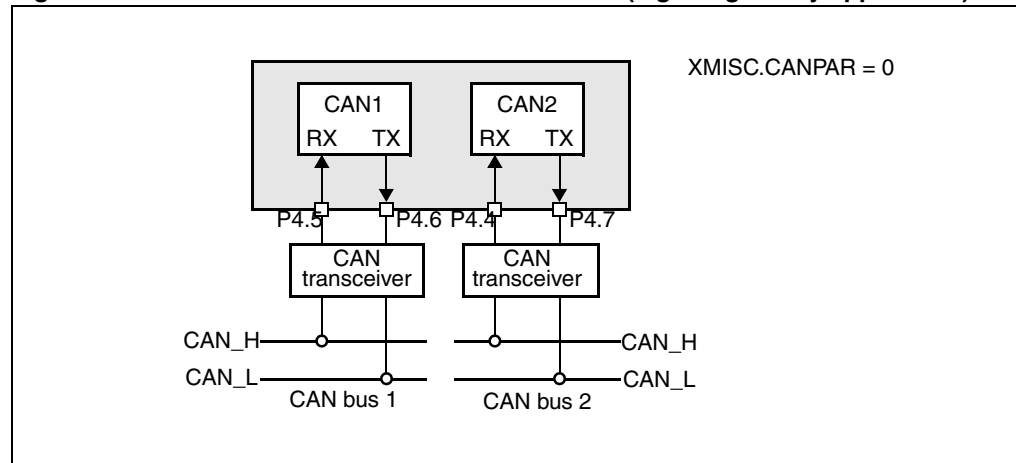 XMISC.CANPAR = 0
CAN1
RX TX
CAN2
RX TX
P4.5
P4.6
P4.4
P4.7
CAN
transceiver
CAN
transceiver
CAN_H
CAN_H
CAN_L
CAN_L
CAN bus 1
CAN bus 2